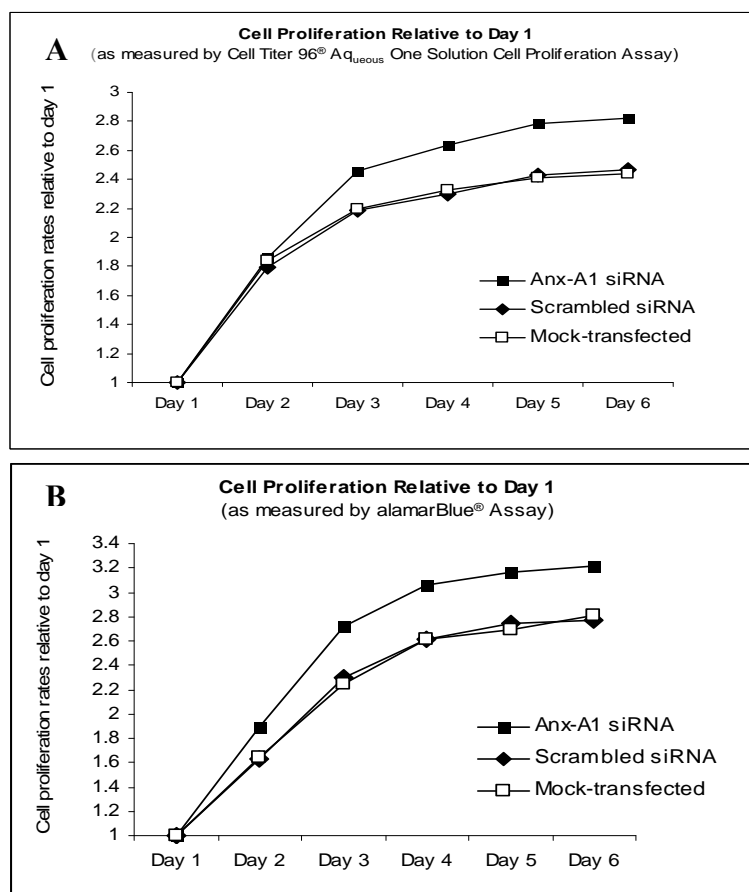 A
Cell Proliferation Relative to Day 1
(as measured by Cell Titer 96® Aqueous One Solution Cell Proliferation Assay)
Cell proliferation rates relative to day 1
3
2.8
2.6
2.4
2.2
2
1.8
1.6
1.4
1.2
1
Anx-A1 siRNA
Scrambled siRNA
Mock-transfected
Day 1 Day 2 Day 3 Day 4 Day 5 Day 6
B
Cell Proliferation Relative to Day 1
(as measured by alamarBlue® Assay)
Cell proliferation rates relative to day 1
3.4
3.2
3
2.8
2.6
2.4
2.2
2
1.8
1.6
1.4
1.2
1
Anx-A1 siRNA
Scrambled siRNA
Mock-transfected
Day 1 Day 2 Day 3 Day 4 Day 5 Day 6